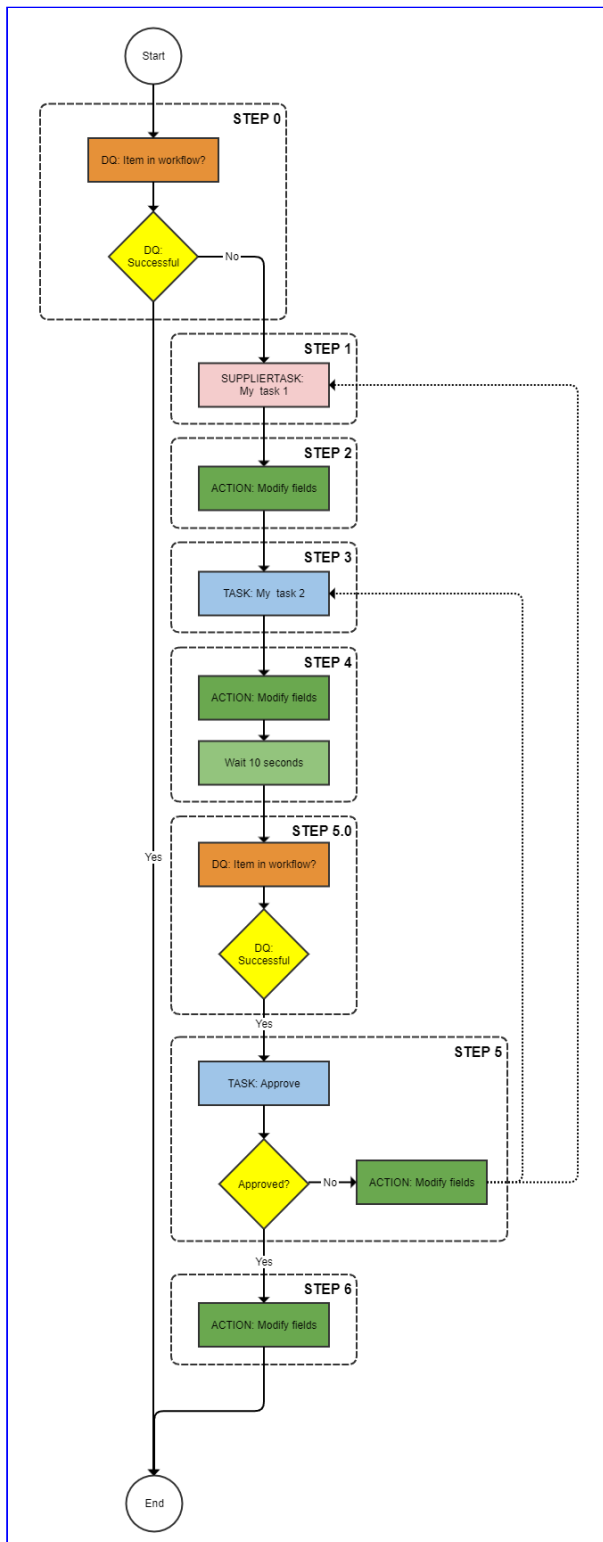 Start
STEP 0
DQ: Item in workflow?
DQ:
Successful
No
STEP 1
SUPPLIERTASK:
My task 1
STEP 2
ACTION: Modify fields
STEP 3
TASK: My task 2
STEP 4
ACTION: Modify fields
Wait 10 seconds
STEP 5.0
Yes
DQ: Item in workflow?
DQ:
Successful
Yes
STEP 5
TASK: Approve
Approved?
No
ACTION: Modify fields
Yes
STEP 6
ACTION: Modify fields
End